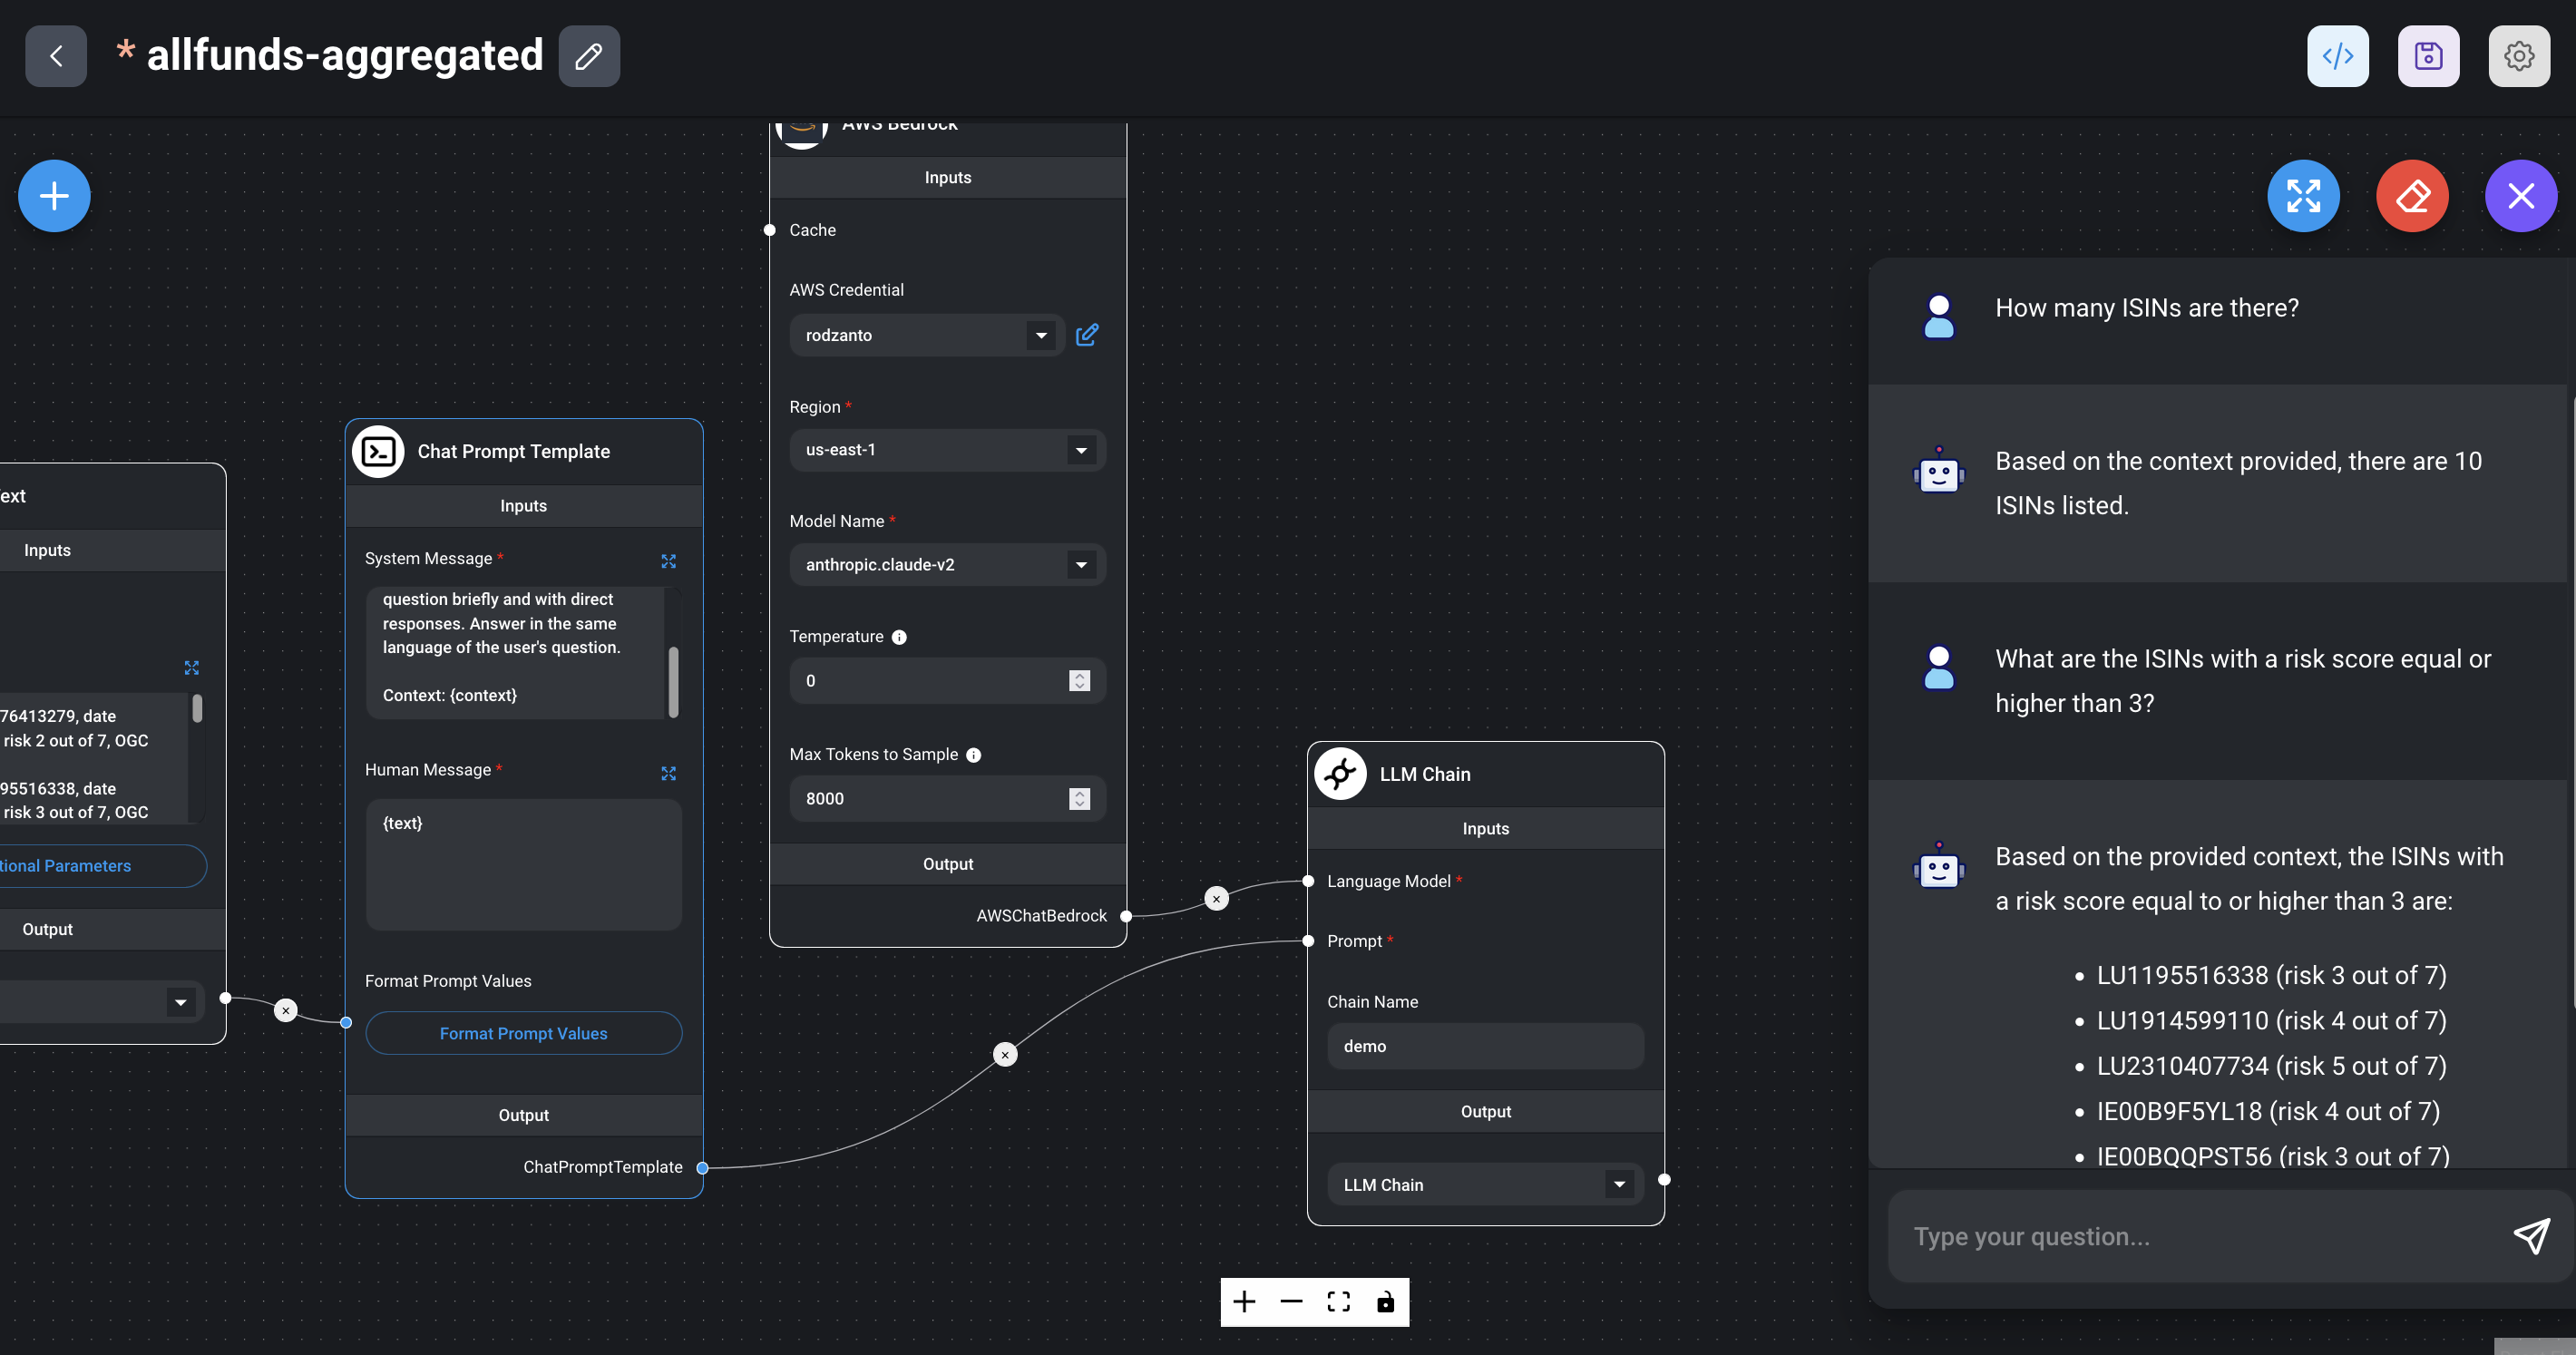 * allfunds-aggregated
AWS Bedrock
Inputs
Cache
AWS Credential
rodzanto
Region *
us-east-1
Model Name *
anthropic.claude-v2
Temperature
0
Max Tokens to Sample
8000
Output
AWSChatBedrock
ext
Inputs
76413279, date
risk 2 out of 7, OGC
95516338, date
risk 3 out of 7, OGC
tional Parameters
Output
Chat Prompt Template
Inputs
System Message *
question briefly and with direct
responses. Answer in the same
language of the user's question.
Context: {context}
Human Message *
{text}
Format Prompt Values
Format Prompt Values
Output
ChatPromptTemplate
LLM Chain
Inputs
Language Model *
Prompt *
Chain Name
demo
Output
LLM Chain
How many ISINs are there?
Based on the context provided, there are 10
ISINs listed.
What are the ISINs with a risk score equal or
higher than 3?
Based on the provided context, the ISINs with
a risk score equal to or higher than 3 are:
• LU1195516338 (risk 3 out of 7)
• LU1914599110 (risk 4 out of 7)
• LU2310407734 (risk 5 out of 7)
• IE00B9F5YL18 (risk 4 out of 7)
• IE00BQQPST56 (risk 3 out of 7)
Type your question...